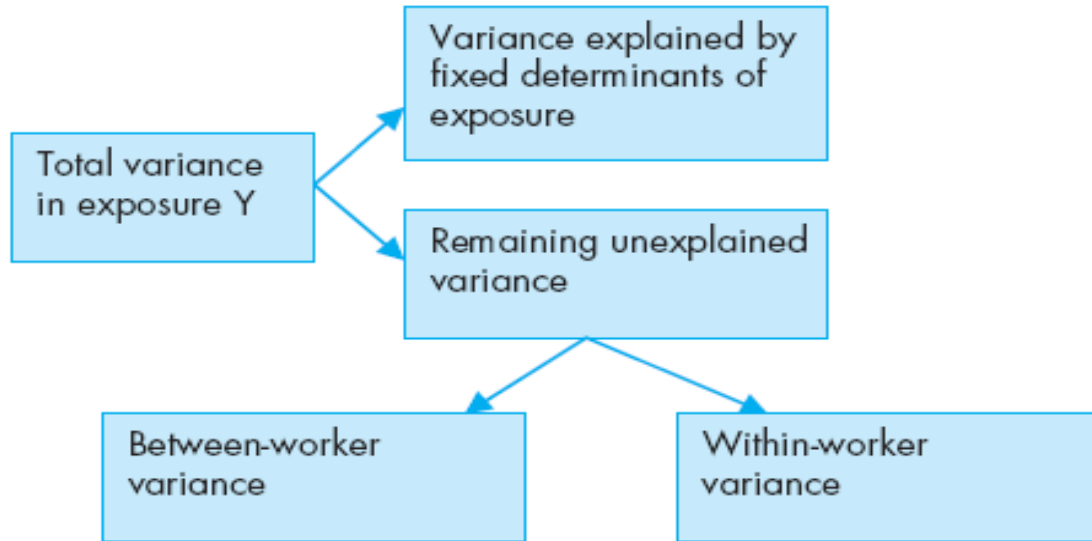 Variance explained by
fixed determinants of
exposure
Total variance
in exposure Y
Remaining unexplained
variance
Between-worker
variance
Within-worker
variance